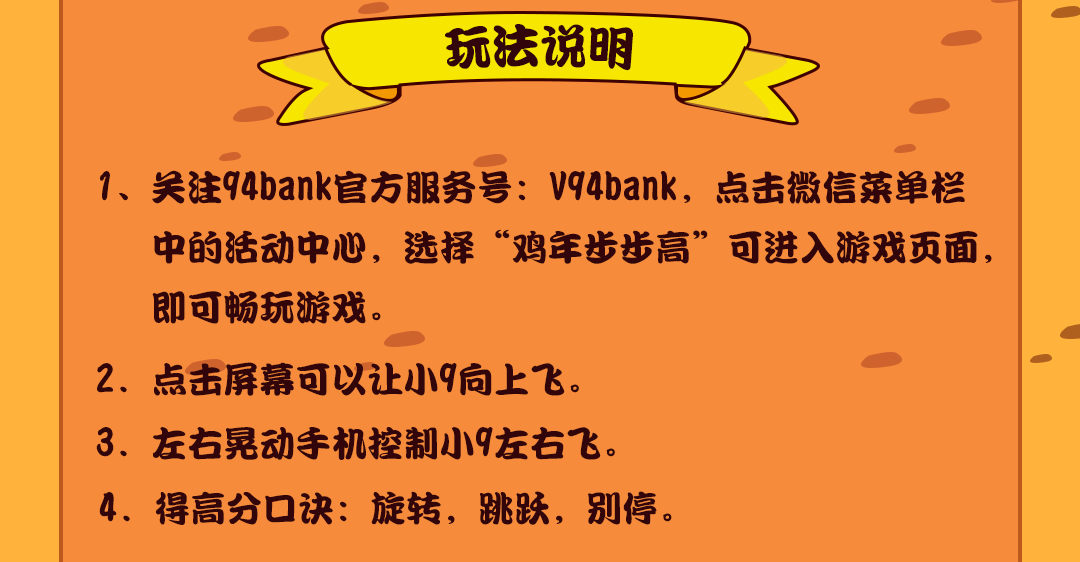 玩法说明
1、关注94bank官方服务号：V94bank，点击微信菜单栏
中的活动中心，选择“鸡年步步高”可进入游戏页面，
即可畅玩游戏。
2．点击屏幕可以让小9向上飞。
3．左右晃动手机控制小9左右飞。
4．得高分口诀：旋转，跳跃，别停。